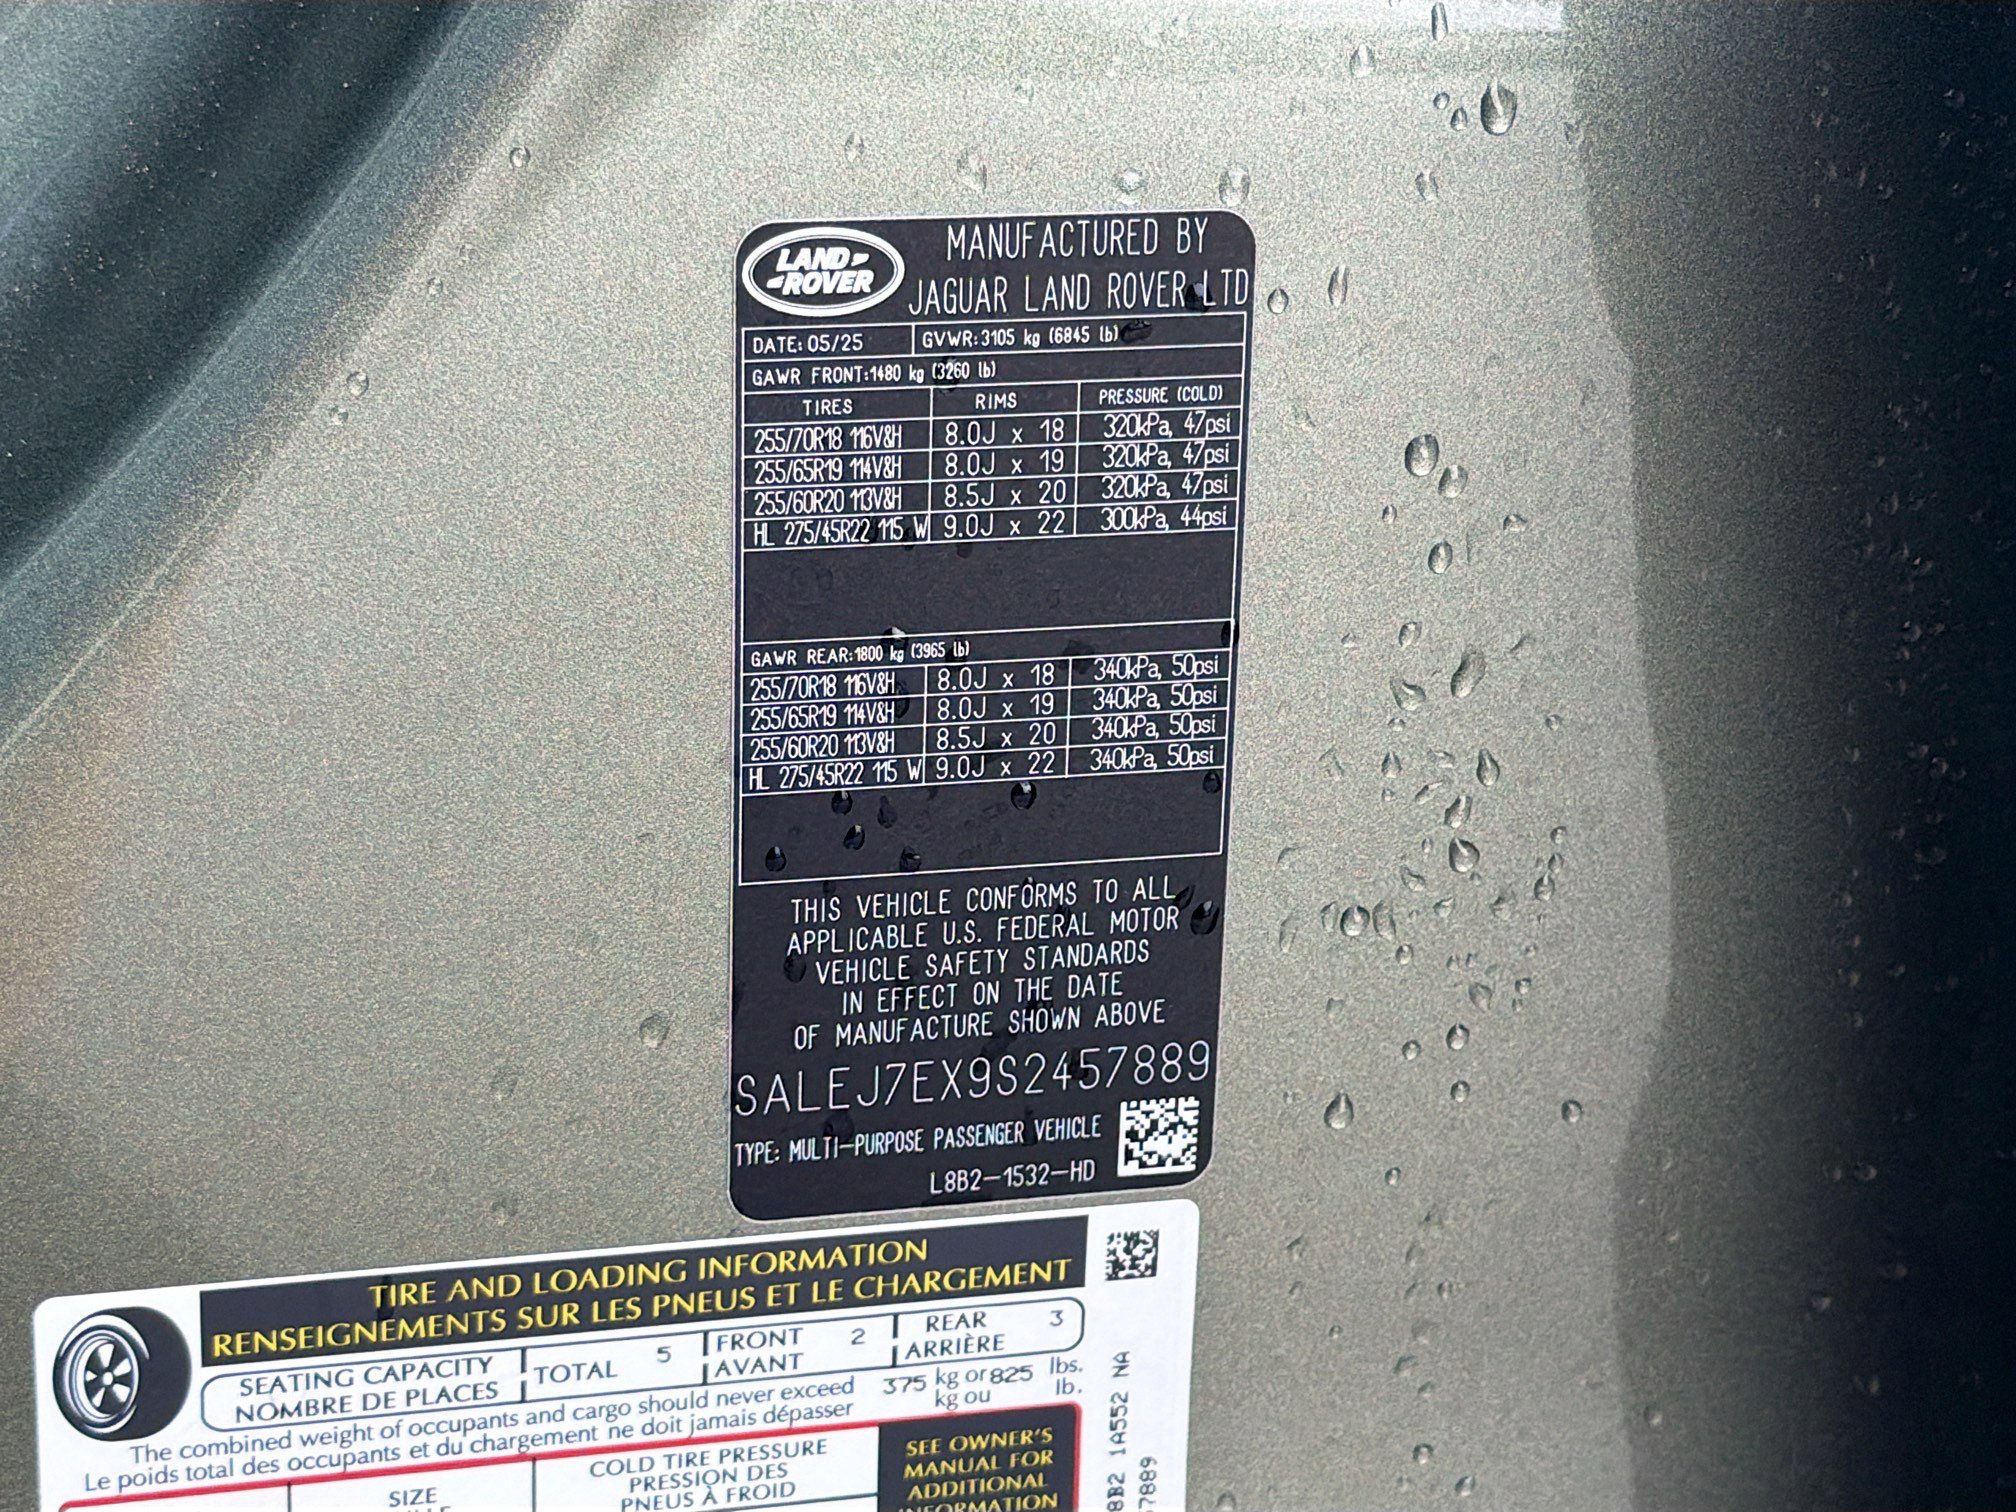 LAND
ROVER
MANUFACTURED BY
JAGUAR LAND ROVER LTD
DATE: 05/25 GVWR: 3105 kg (6845 lb)
GAWR FRONT: 1480 kg (3260 lb)
TIRES RIMS PRESSURE (COLD)
255/70R18 116V&H 8.0J x 18 320kPa, 47psi
255/65R19 114V&H 8.0J x 19 320kPa, 47psi
255/60R20 113V&H 8.5J x 20 320kPa, 47psi
HL 275/45R22 115 W 9.0J x 22 300kPa, 44psi
GAWR REAR: 1800 kg (3965 lb)
255/70R18 116V&H 8.0J x 18 340kPa, 50psi
255/65R19 114V&H 8.0J x 19 340kPa, 50psi
255/60R20 113V&H 8.5J x 20 340kPa, 50psi
HL 275/45R22 115 W 9.0J x 22 340kPa, 50psi
THIS VEHICLE CONFORMS TO ALL
APPLICABLE U.S. FEDERAL MOTOR
VEHICLE SAFETY STANDARDS
IN EFFECT ON THE DATE
OF MANUFACTURE SHOWN ABOVE
SALEJ7EX9S2457889
TYPE: MULTI-PURPOSE PASSENGER VEHICLE
L8B2-1532-HD
TIRE AND LOADING INFORMATION
RENSEIGNEMENTS SUR LES PNEUS ET LE CHARGEMENT
SEATING CAPACITY
NOMBRE DE PLACES
TOTAL 5
FRONT 2
AVANT
REAR 3
ARRIÈRE
The combined weight of occupants and cargo should never exceed 375 kg or 825 lbs.
Le poids total des occupants et du chargement ne doit jamais dépasser kg ou lb.
SIZE
COLD TIRE PRESSURE
PRESSION DES
PNEUS À FROID
SEE OWNER'S
MANUAL FOR
ADDITIONAL
INFORMATION
8B2 1A552 NA
7889